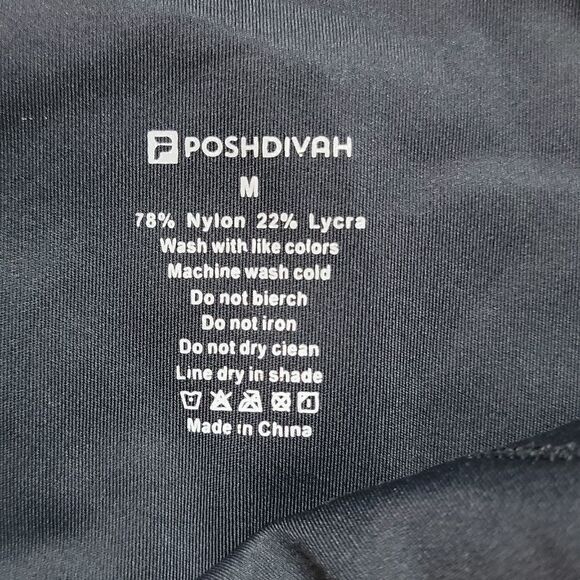 POSHDIVAH
M
78% Nylon 22% Lycra
Wash with like colors
Machine wash cold
Do not bierch
Do not iron
Do not dry clean
Line dry in shade
Made in China